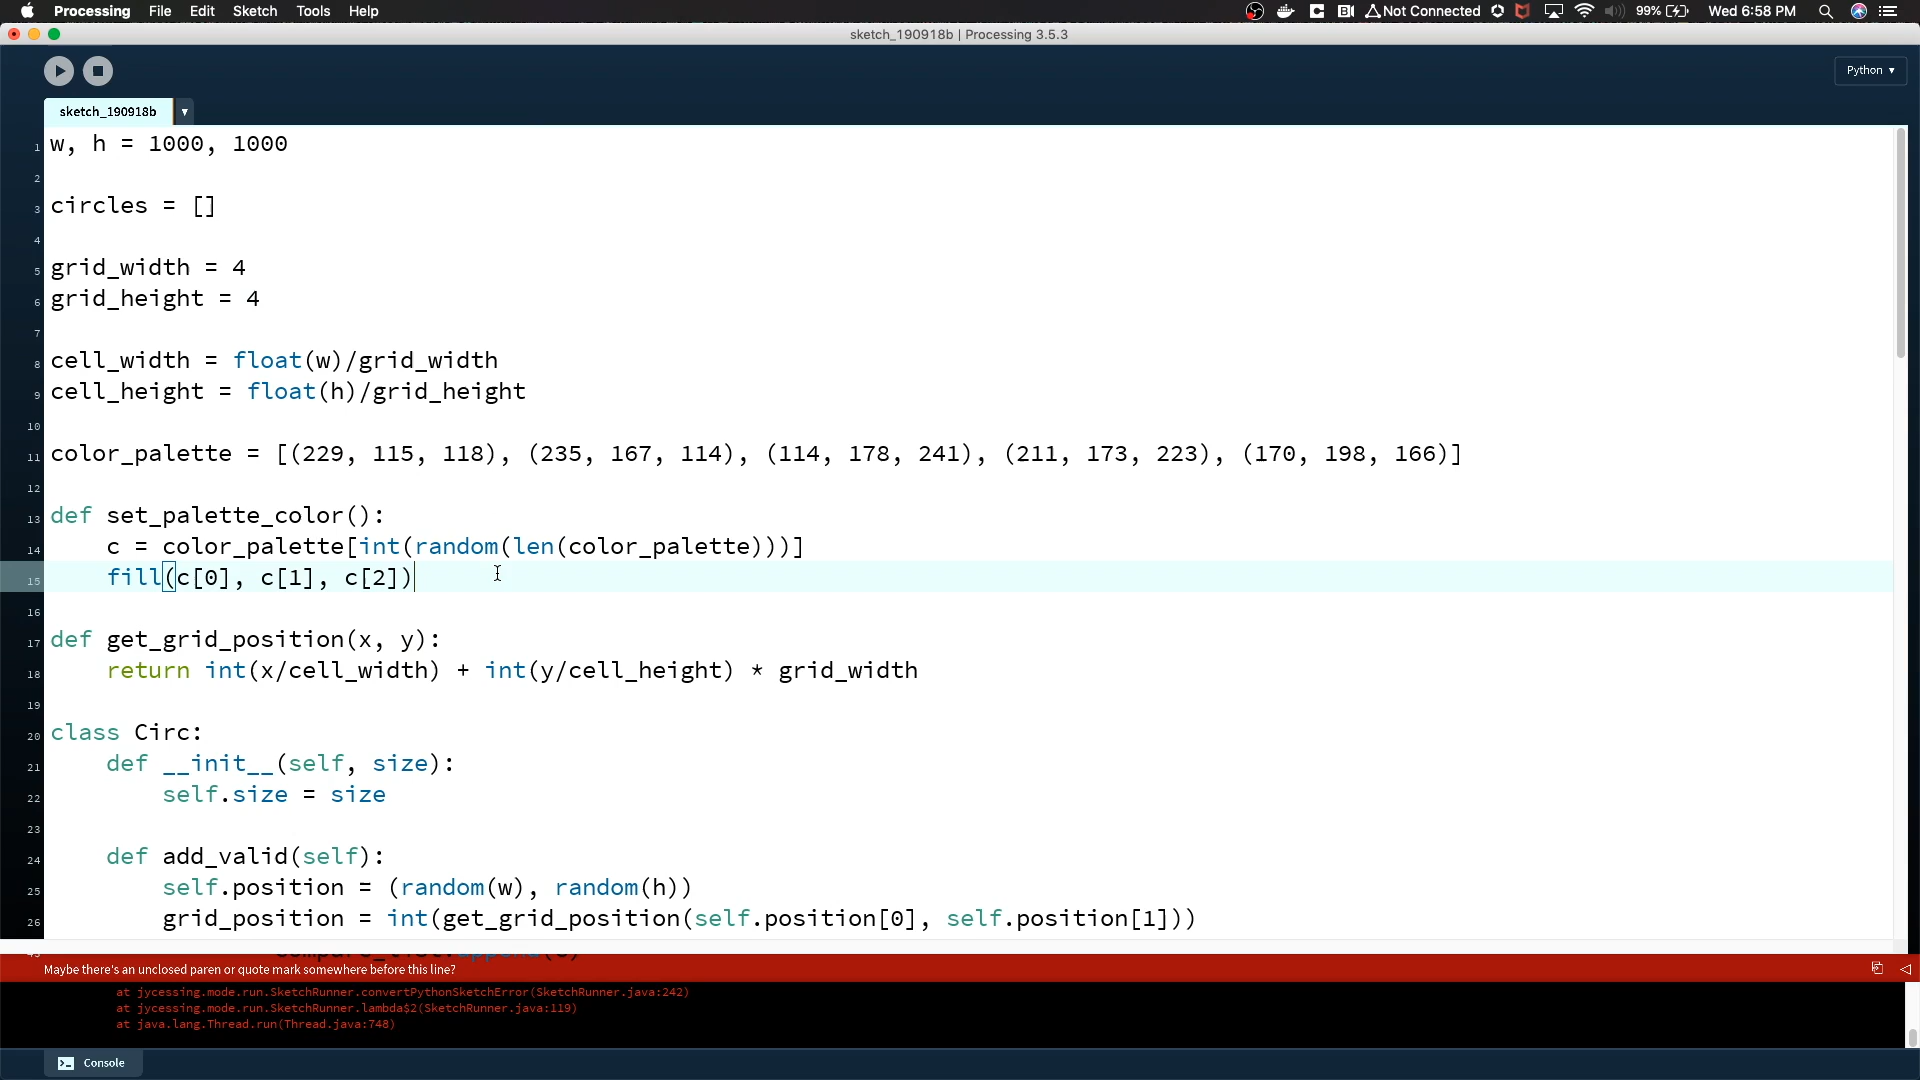 Processing File Edit Sketch Tools Help Not Connected 99% Wed 6:58 PM
sketch_190918b | Processing 3.5.3
Python ▾
sketch_190918b ▾
1 w, h = 1000, 1000
2
3 circles = []
4
5 grid_width = 4
6 grid_height = 4
7
8 cell_width = float(w)/grid_width
9 cell_height = float(h)/grid_height
10
11 color_palette = [(229, 115, 118), (235, 167, 114), (114, 178, 241), (211, 173, 223), (170, 198, 166)]
12
13 def set_palette_color():
14 c = color_palette[int(random(len(color_palette)))]
15 fill(c[0], c[1], c[2])
16
17 def get_grid_position(x, y):
18 return int(x/cell_width) + int(y/cell_height) * grid_width
19
20 class Circ:
21 def __init__(self, size):
22 self.size = size
23
24 def add_valid(self):
25 self.position = (random(w), random(h))
26 grid_position = int(get_grid_position(self.position[0], self.position[1]))
Maybe there's an unclosed paren or quote mark somewhere before this line?
at jycessing.mode.run.SketchRunner.convertPythonSketchError(SketchRunner.java:242)
at jycessing.mode.run.SketchRunner.lambda$2(SketchRunner.java:119)
at java.lang.Thread.run(Thread.java:748)
Console